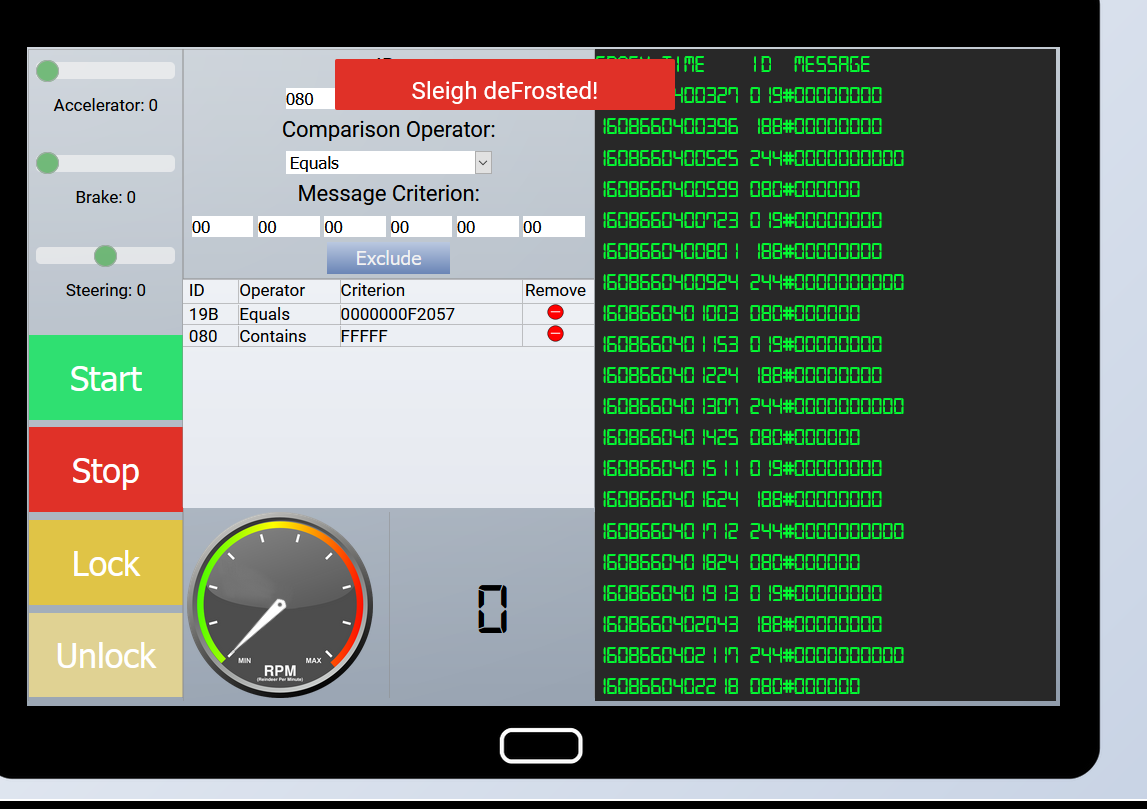 Accelerator: 0
Brake: 0
Steering: 0
Start
Stop
Lock
Unlock
080
Sleigh deFrosted!
Comparison Operator:
Equals
Message Criterion:
00 00 00 00 00 00
Exclude
ID Operator Criterion Remove
19B Equals 0000000F2057
080 Contains FFFFF
MIN MAX
RPM
(Reindeer Per Minute)
0
ID MESSAGE
00327 019#00000000
1608660400396 188#00000000
1608660400525 244#0000000000
1608660400599 080#000000
1608660400723 019#00000000
1608660400801 188#00000000
1608660400924 244#0000000000
1608660401003 080#000000
1608660401153 019#00000000
1608660401224 188#00000000
1608660401307 244#0000000000
1608660401425 080#000000
1608660401511 019#00000000
1608660401624 188#00000000
1608660401712 244#0000000000
1608660401824 080#000000
1608660401913 019#00000000
1608660402043 188#00000000
1608660402117 244#0000000000
1608660402218 080#000000